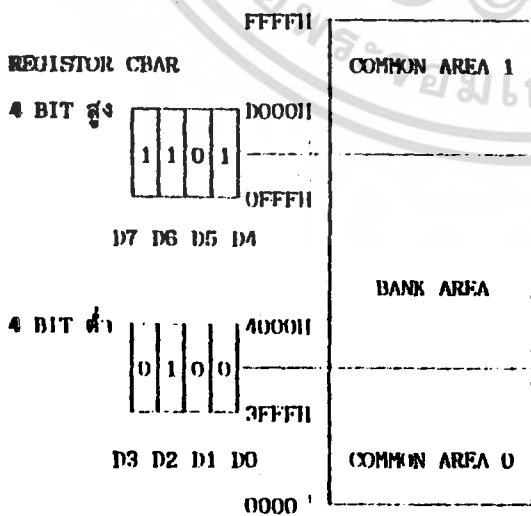 FFFFH
REGISTOR CBAR COMMON AREA 1
4 BIT สูง D000H
1 1 0 1
0FFFH
D7 D6 D5 D4
BANK AREA
4 BIT ต่ำ 4000H
0 1 0 0
3FFFH
D3 D2 D1 D0 COMMON AREA 0
0000